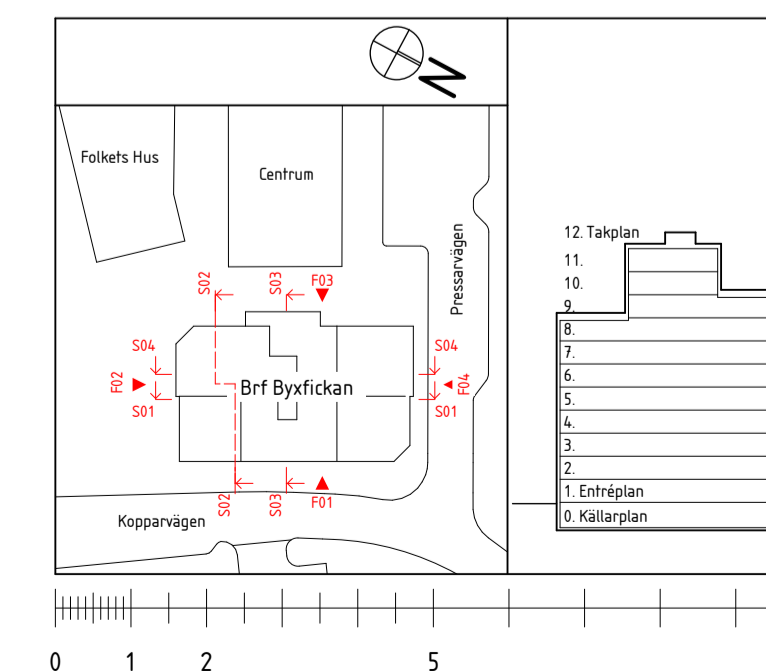 N
Folkets Hus
Centrum
Pressarvägen
S02
S03
F03
S04
S04
F02
Brf Byxfickan
F04
S01
S01
S02
S03
F01
Kopparvägen
12. Takplan
11.
10.
9.
8.
7.
6.
5.
4.
3.
2.
1. Entréplan
0. Källarplan
0 1 2 5